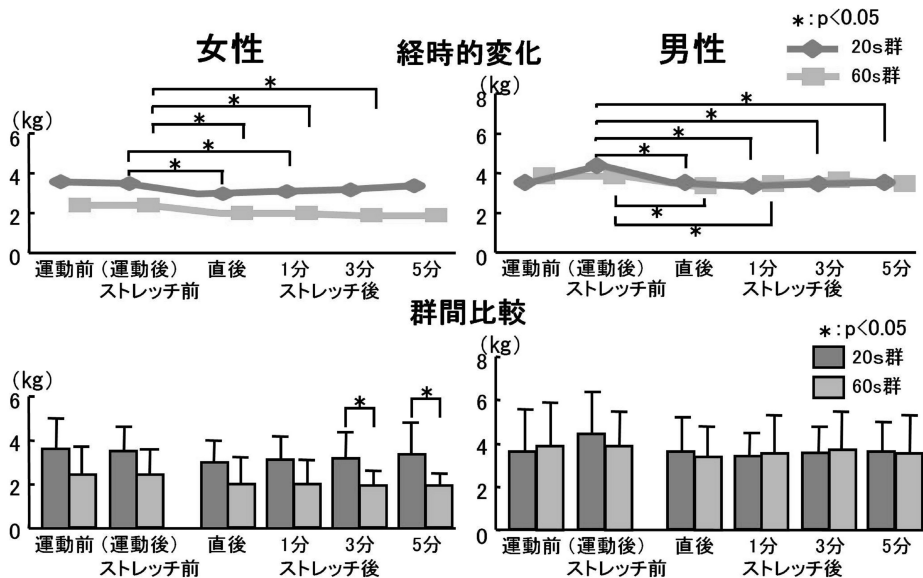 *:p<0.05
女性
経時的変化
男性
20s群
60s群
(kg)
6
4
2
0
*
*
*
*
*
運動前
(運動後)
直後
1分
3分
5分
ストレッチ前
ストレッチ後
(kg)
8
6
4
2
0
*
*
*
*
*
*
運動前
(運動後)
直後
1分
3分
5分
ストレッチ前
ストレッチ後
群間比較
*:p<0.05
20s群
60s群
(kg)
6
4
2
0
*
*
運動前
(運動後)
直後
1分
3分
5分
ストレッチ前
ストレッチ後
(kg)
8
6
4
2
0
運動前
(運動後)
直後
1分
3分
5分
ストレッチ前
ストレッチ後